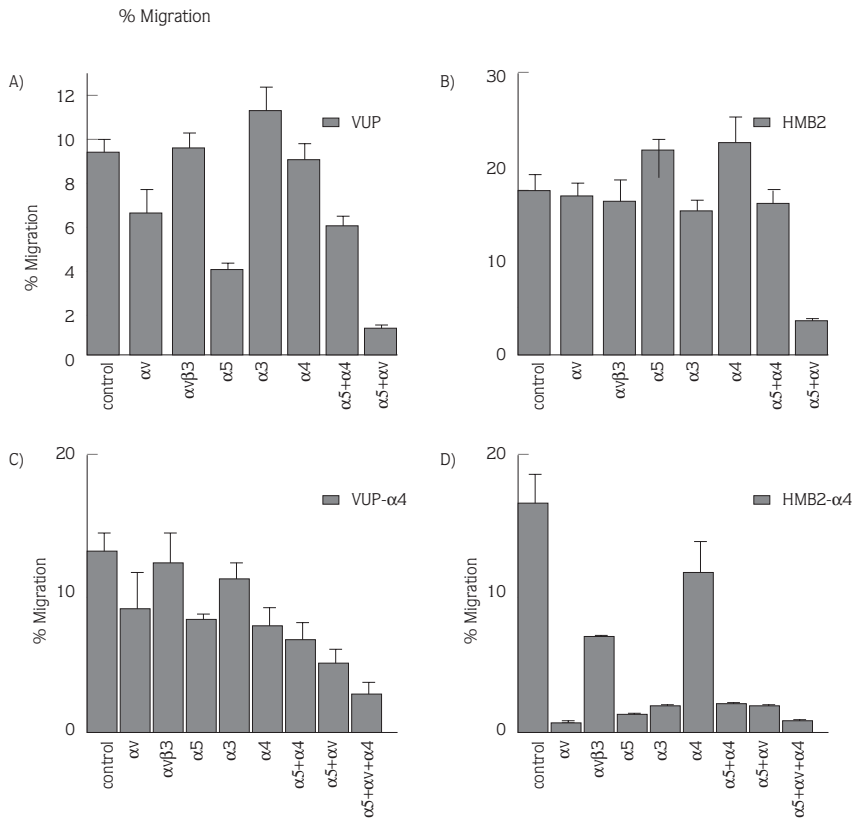 % Migration
A)
% Migration
12
10
8
6
4
2
0
VUP
control
αv
αvβ3
α5
α3
α4
α5+α4
α5+αv
B)
30
20
10
0
HMB2
control
αv
αvβ3
α5
α3
α4
α5+α4
α5+αv
C)
% Migration
20
10
0
VUP-α4
control
αv
αvβ3
α5
α3
α4
α5+α4
α5+αv
α5+αv+α4
D)
% Migration
20
10
0
HMB2-α4
control
αv
αvβ3
α5
α3
α4
α5+α4
α5+αv
α5+αv+α4